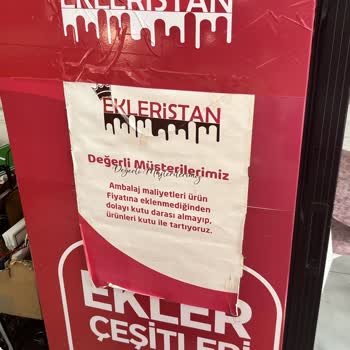 EKLERİSTAN
EKLERİSTAN
Değerli Müşterilerimiz
Değerli Müşterilerimiz
Ambalaj maliyetleri ürün
Fiyatına eklenmediğinden
dolayı kutu darası almayıp,
ürünleri kutu ile tartıyoruz.
EKLER
ÇEŞİTLERİ